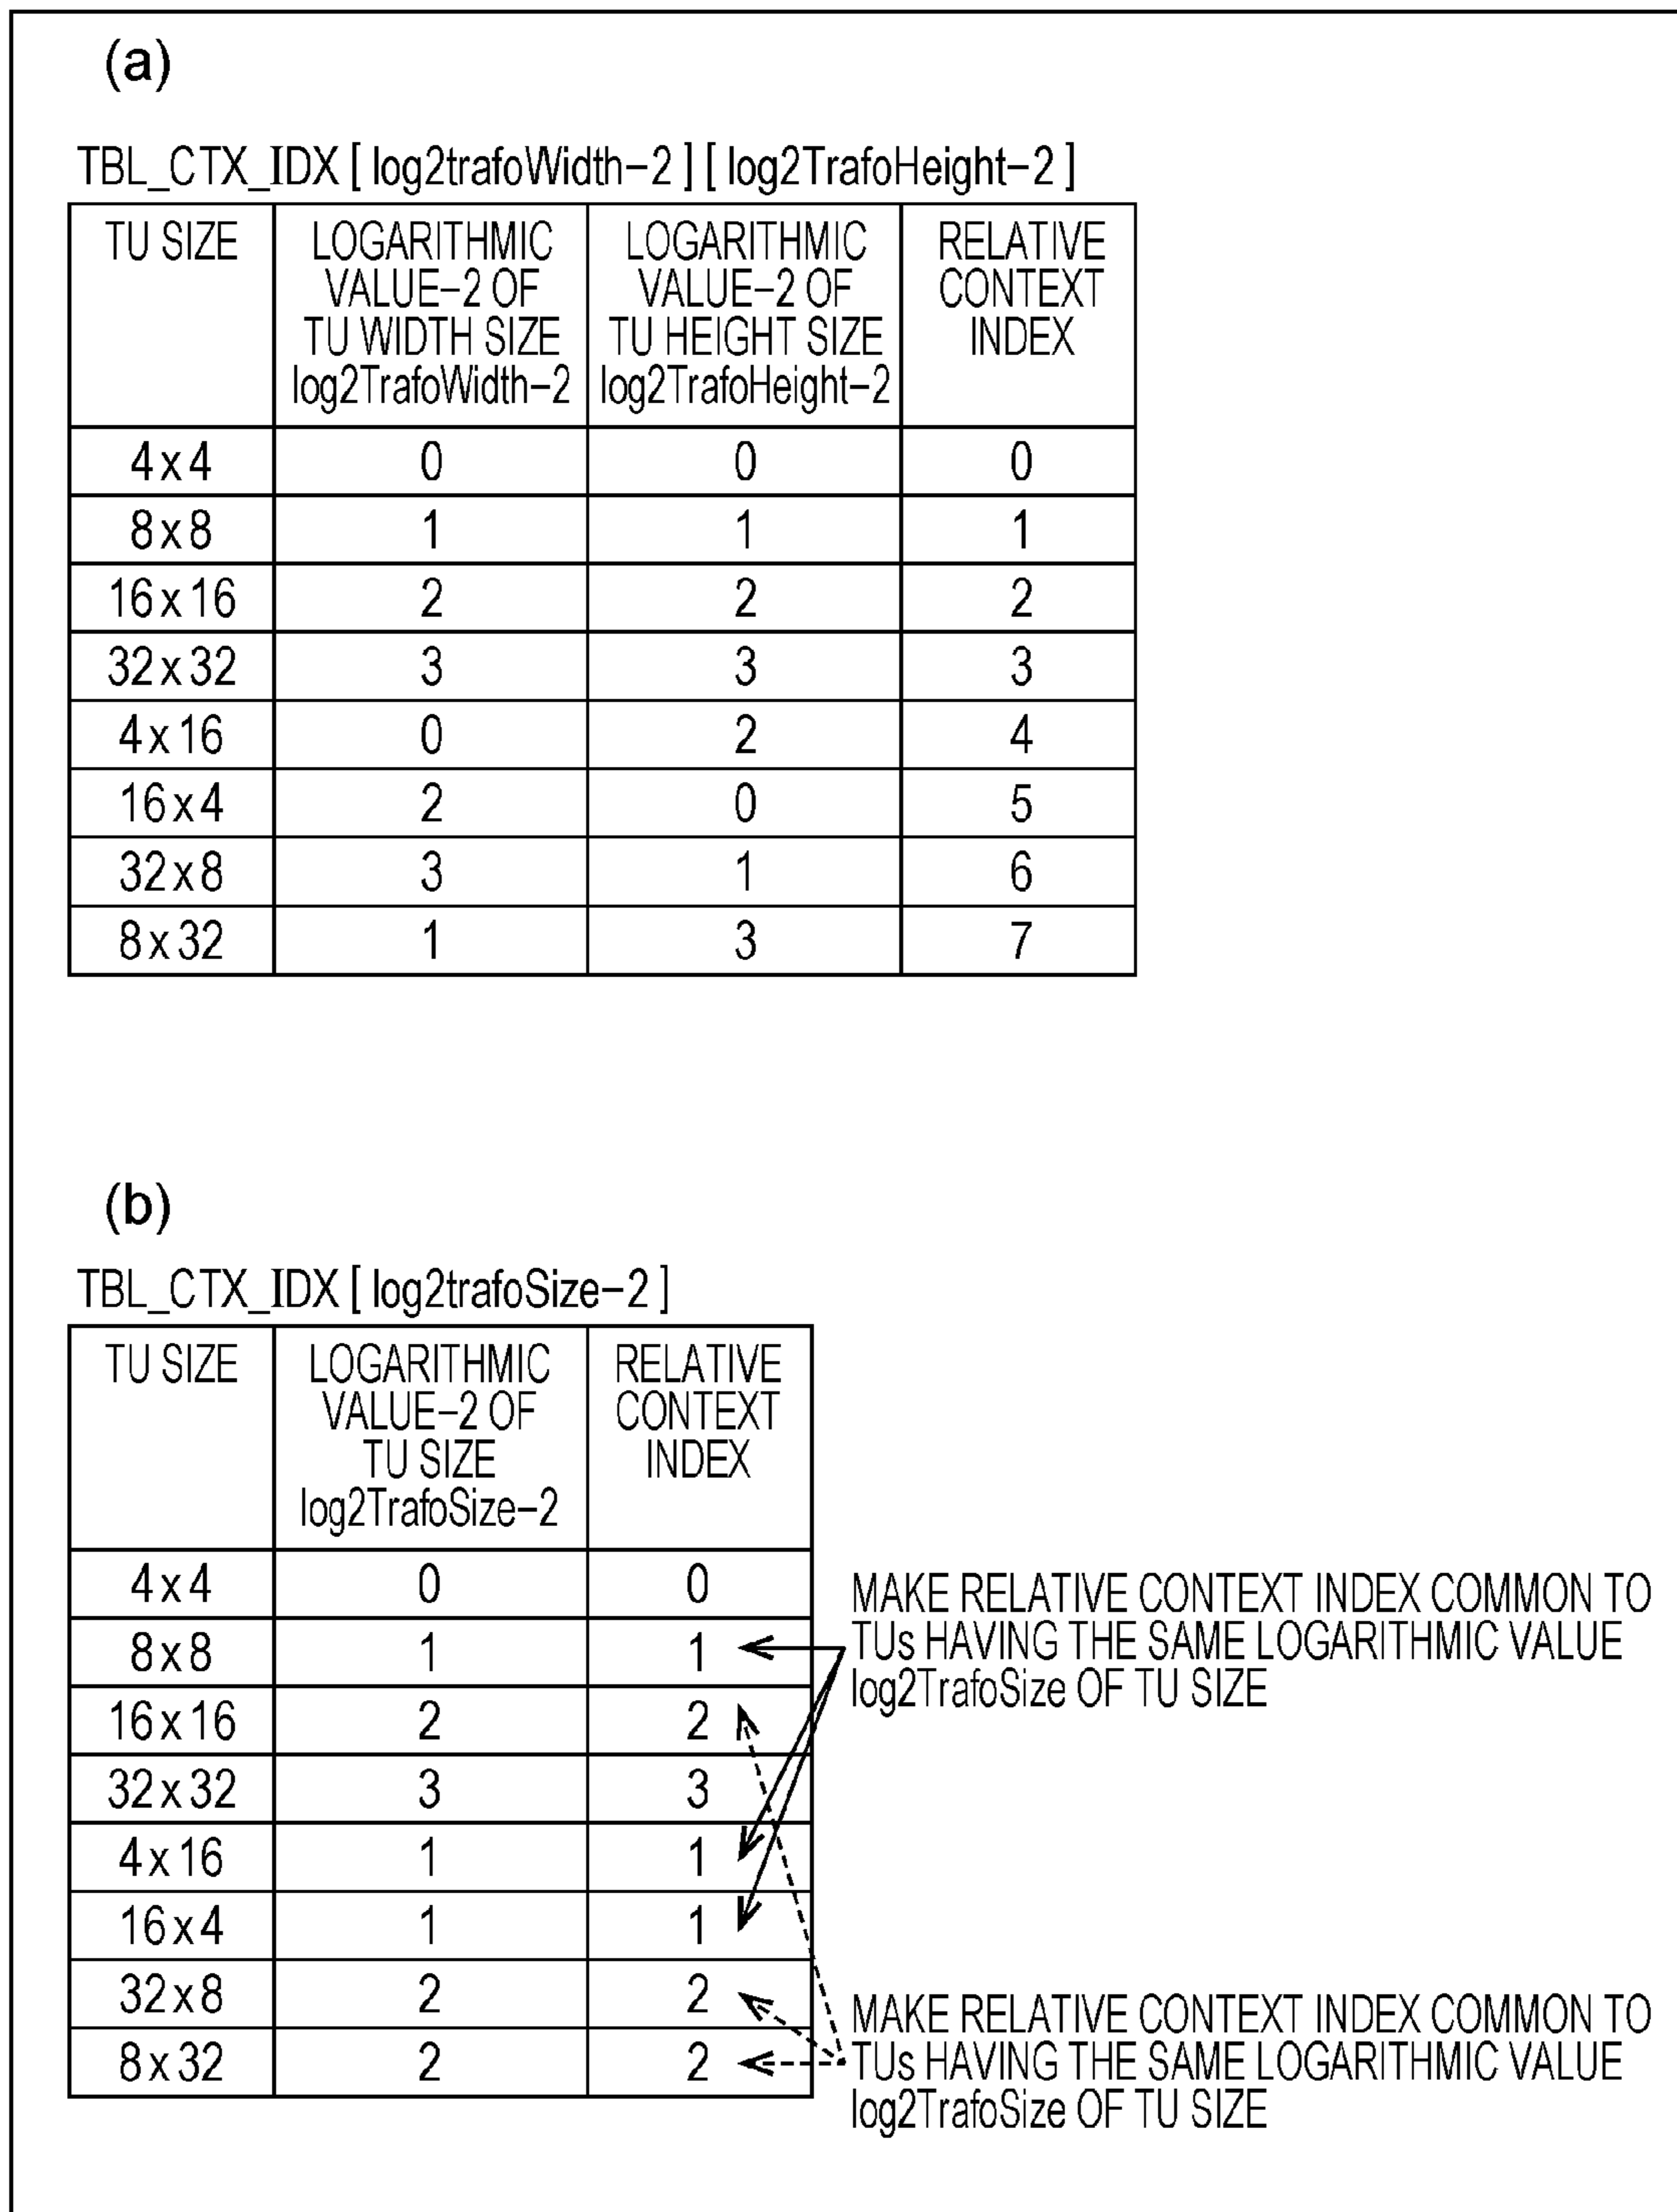 (a)
TBL_CTX_IDX [ log2trafoWidth−2 ] [ log2TrafoHeight−2 ]
TU SIZE LOGARITHMIC VALUE−2 OF TU WIDTH SIZE log2TrafoWidth−2 LOGARITHMIC VALUE−2 OF TU HEIGHT SIZE log2TrafoHeight−2 RELATIVE CONTEXT INDEX
4x4 0 0 0
8x8 1 1 1
16x16 2 2 2
32x32 3 3 3
4x16 0 2 4
16x4 2 0 5
32x8 3 1 6
8x32 1 3 7
(b)
TBL_CTX_IDX [ log2trafoSize−2 ]
TU SIZE LOGARITHMIC VALUE−2 OF TU SIZE log2TrafoSize−2 RELATIVE CONTEXT INDEX
4x4 0 0
8x8 1 1
16x16 2 2
32x32 3 3
4x16 1 1
16x4 1 1
32x8 2 2
8x32 2 2
MAKE RELATIVE CONTEXT INDEX COMMON TO
TUs HAVING THE SAME LOGARITHMIC VALUE
log2TrafoSize OF TU SIZE
MAKE RELATIVE CONTEXT INDEX COMMON TO
TUs HAVING THE SAME LOGARITHMIC VALUE
log2TrafoSize OF TU SIZE